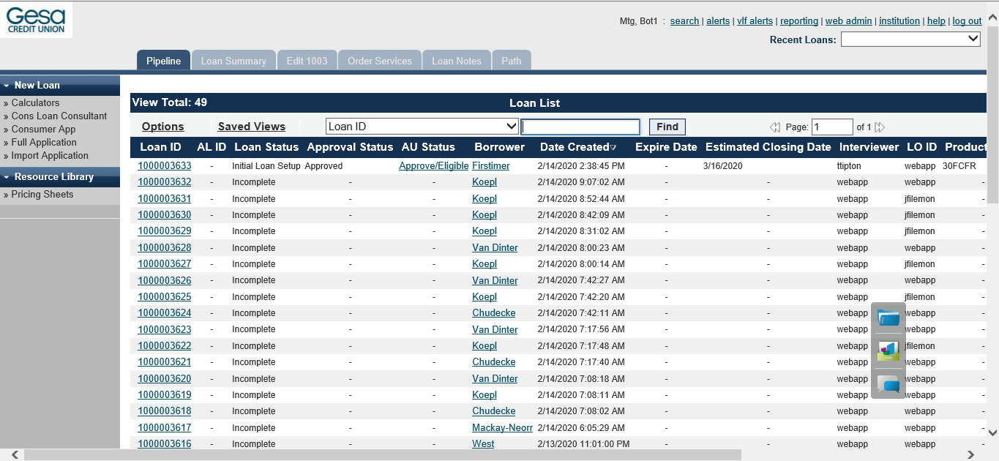 Gesa
CREDIT UNION
Mtg, Bot1 : search | alerts | vlf alerts | reporting | web admin | institution | help | log out
Recent Loans:
Pipeline Loan Summary Edit 1003 Order Services Loan Notes Path
New Loan
» Calculators
» Cons Loan Consultant
» Consumer App
» Full Application
» Import Application
Resource Library
» Pricing Sheets
View Total: 49 Loan List
Options Saved Views Loan ID Find Page: 1 of 1
Loan ID AL ID Loan Status Approval Status AU Status Borrower Date Created Expire Date Estimated Closing Date Interviewer LO ID Product
1000003633 - Initial Loan Setup Approved Approve/Eligible Firstimer 2/14/2020 2:38:45 PM - 3/16/2020 ttipton webapp 30FCFR
1000003632 - Incomplete - - Koepl 2/14/2020 9:07:02 AM - - webapp webapp -
1000003631 - Incomplete - - Koepl 2/14/2020 8:52:44 AM - - webapp jfilemon -
1000003630 - Incomplete - - Koepl 2/14/2020 8:42:09 AM - - webapp jfilemon -
1000003629 - Incomplete - - Koepl 2/14/2020 8:31:02 AM - - webapp jfilemon -
1000003628 - Incomplete - - Van Dinter 2/14/2020 8:00:23 AM - - webapp webapp -
1000003627 - Incomplete - - Koepl 2/14/2020 8:00:14 AM - - webapp jfilemon -
1000003626 - Incomplete - - Van Dinter 2/14/2020 7:42:27 AM - - webapp webapp -
1000003625 - Incomplete - - Koepl 2/14/2020 7:42:20 AM - - webapp jfilemon -
1000003624 - Incomplete - - Chudecke 2/14/2020 7:42:11 AM - - webapp webapp -
1000003623 - Incomplete - - Van Dinter 2/14/2020 7:17:56 AM - - webapp webapp -
1000003622 - Incomplete - - Koepl 2/14/2020 7:17:48 AM - - webapp jfilemon -
1000003621 - Incomplete - - Chudecke 2/14/2020 7:17:40 AM - - webapp webapp -
1000003620 - Incomplete - - Van Dinter 2/14/2020 7:08:18 AM - - webapp webapp -
1000003619 - Incomplete - - Koepl 2/14/2020 7:08:11 AM - - webapp webapp -
1000003618 - Incomplete - - Chudecke 2/14/2020 7:08:02 AM - - webapp webapp -
1000003617 - Incomplete - - Mackay-Neorr 2/14/2020 6:05:29 AM - - webapp webapp -
1000003616 - Incomplete - - West 2/13/2020 11:01:00 PM - - webapp webapp -